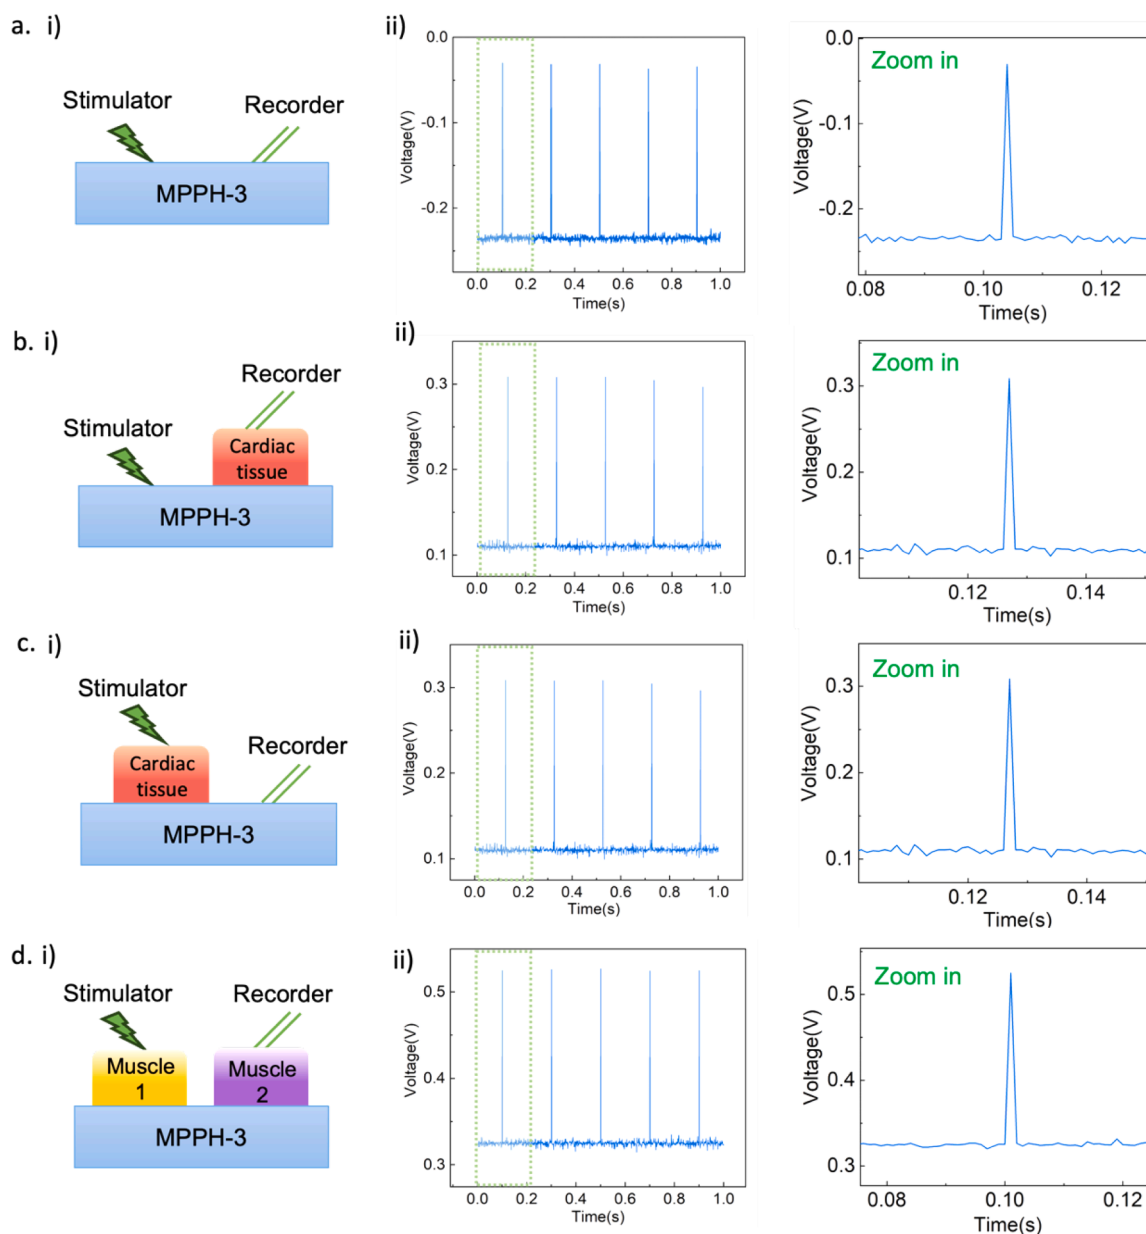 a. i)
Stimulator
Recorder
MPPH-3
ii)
0.0
-0.1
-0.2
Voltage(V)
0.0 0.2 0.4 0.6 0.8 1.0
Time(s)
Zoom in
0.0
-0.1
-0.2
Voltage(V)
0.08 0.10 0.12
Time(s)
b. i)
Recorder
Stimulator
Cardiac
tissue
MPPH-3
ii)
0.3
0.2
0.1
Voltage(V)
0.0 0.2 0.4 0.6 0.8 1.0
Time(s)
Zoom in
0.3
0.2
0.1
Voltage(V)
0.12 0.14
Time(s)
c. i)
Stimulator
Cardiac
tissue
Recorder
MPPH-3
ii)
0.3
0.2
0.1
Voltage(V)
0.0 0.2 0.4 0.6 0.8 1.0
Time(s)
Zoom in
0.3
0.2
0.1
Voltage(V)
0.12 0.14
Time(s)
d. i)
Stimulator
Recorder
Muscle
1
Muscle
2
MPPH-3
ii)
0.5
0.4
0.3
Voltage(V)
0.0 0.2 0.4 0.6 0.8 1.0
Time(s)
Zoom in
0.5
0.4
0.3
Voltage(V)
0.08 0.10 0.12
Time(s)